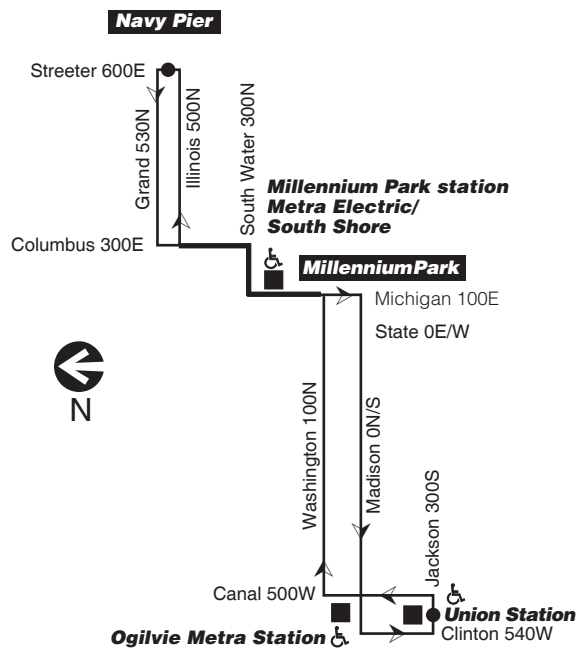 Navy Pier
Streeter 600E
Grand 530N
Illinois 500N
South Water 300N
Millennium Park station
Metra Electric/
South Shore
Columbus 300E
MillenniumPark
Michigan 100E
State 0E/W
N
Washington 100N
Madison 0N/S
Jackson 300S
Canal 500W
Union Station
Clinton 540W
Ogilvie Metra Station